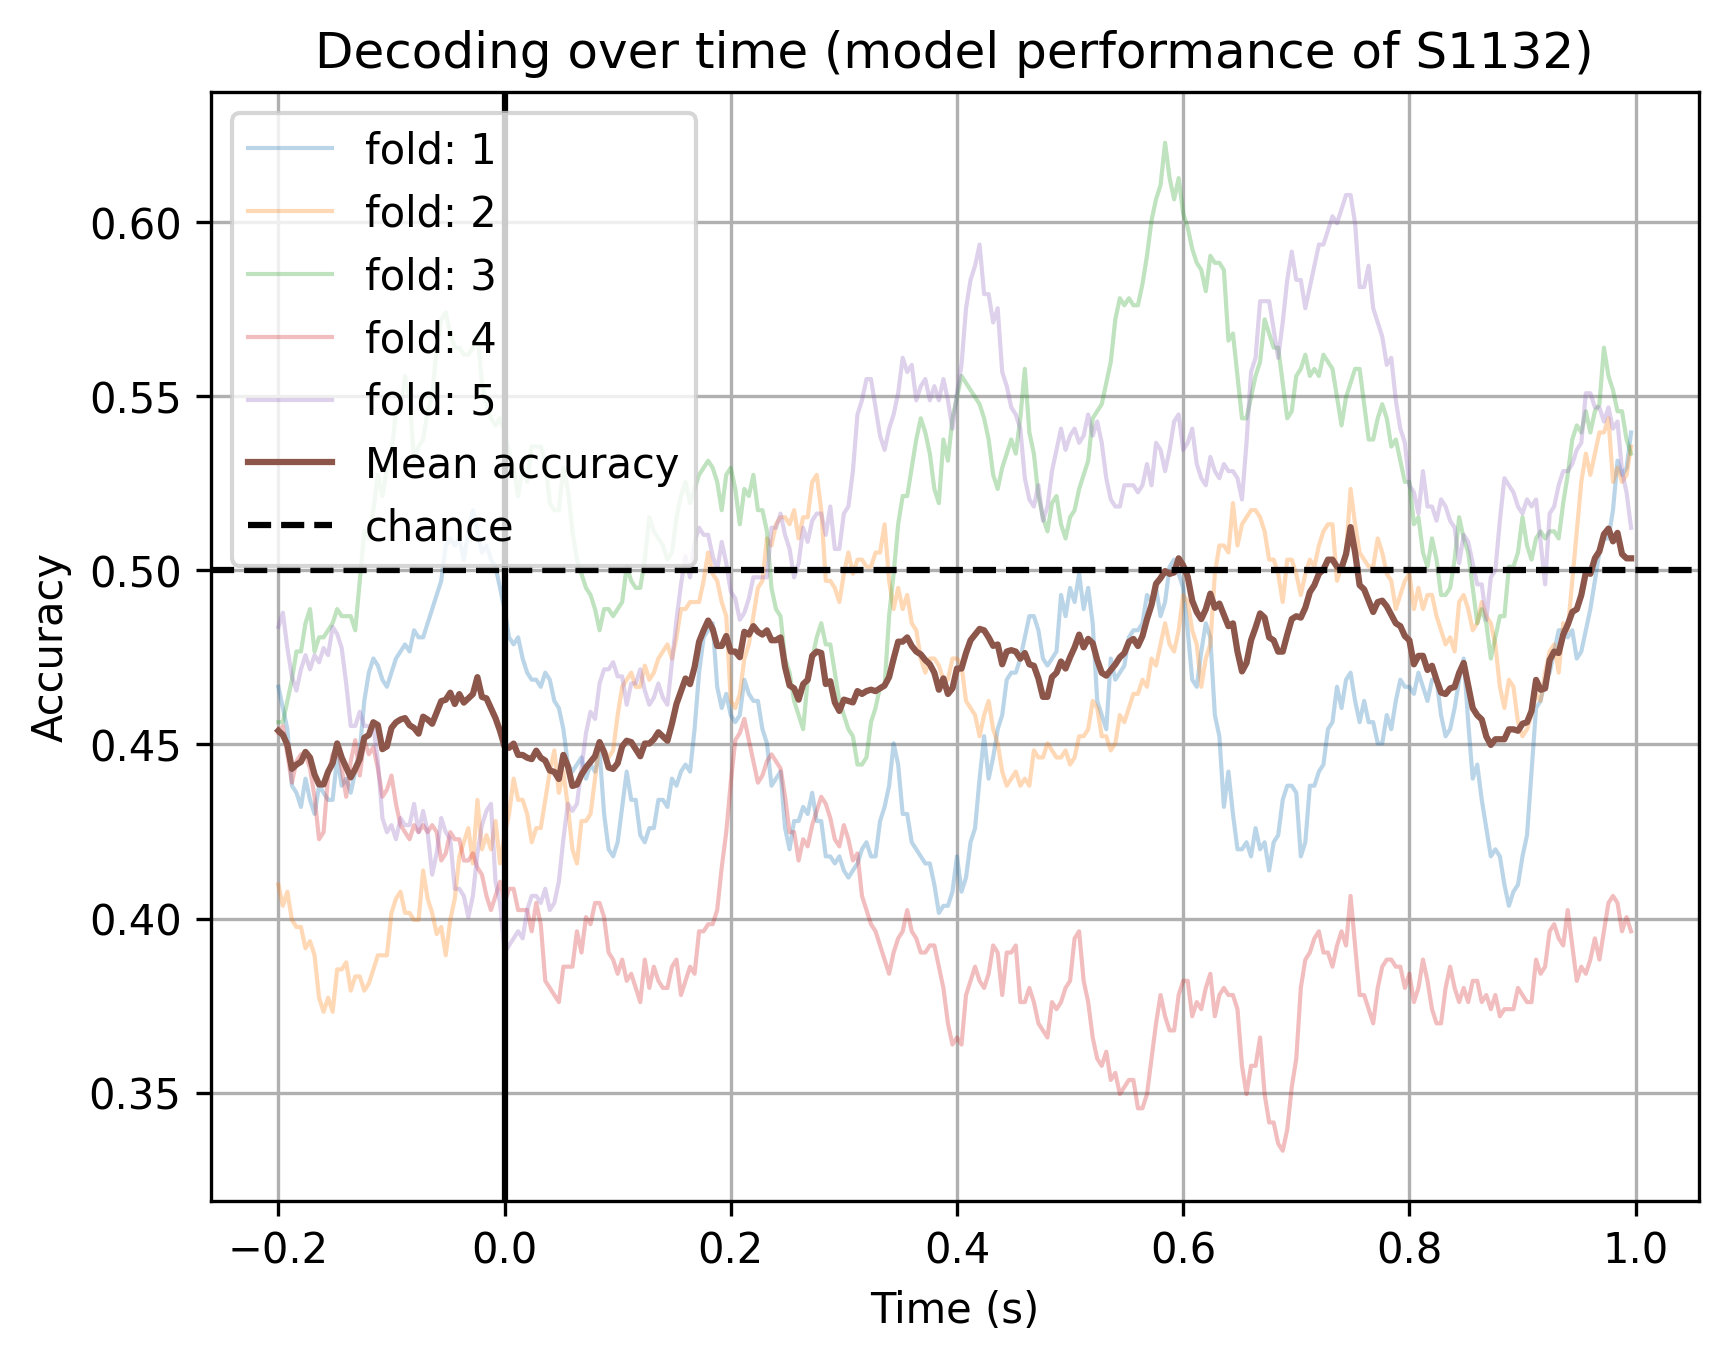 Decoding over time (model performance of S1132)
fold: 1
fold: 2
fold: 3
fold: 4
fold: 5
Mean accuracy
chance
Accuracy
0.60
0.55
0.50
0.45
0.40
0.35
−0.2 0.0 0.2 0.4 0.6 0.8 1.0
Time (s)